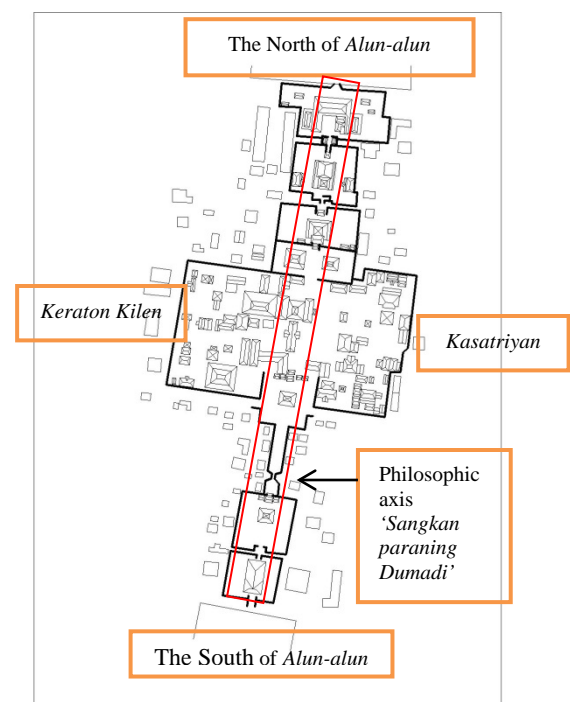 The North of Alun-alun
Keraton Kilen
Kasatriyan
Philosophic
axis
‘Sangkan
paraning
Dumadi’
The South of Alun-alun